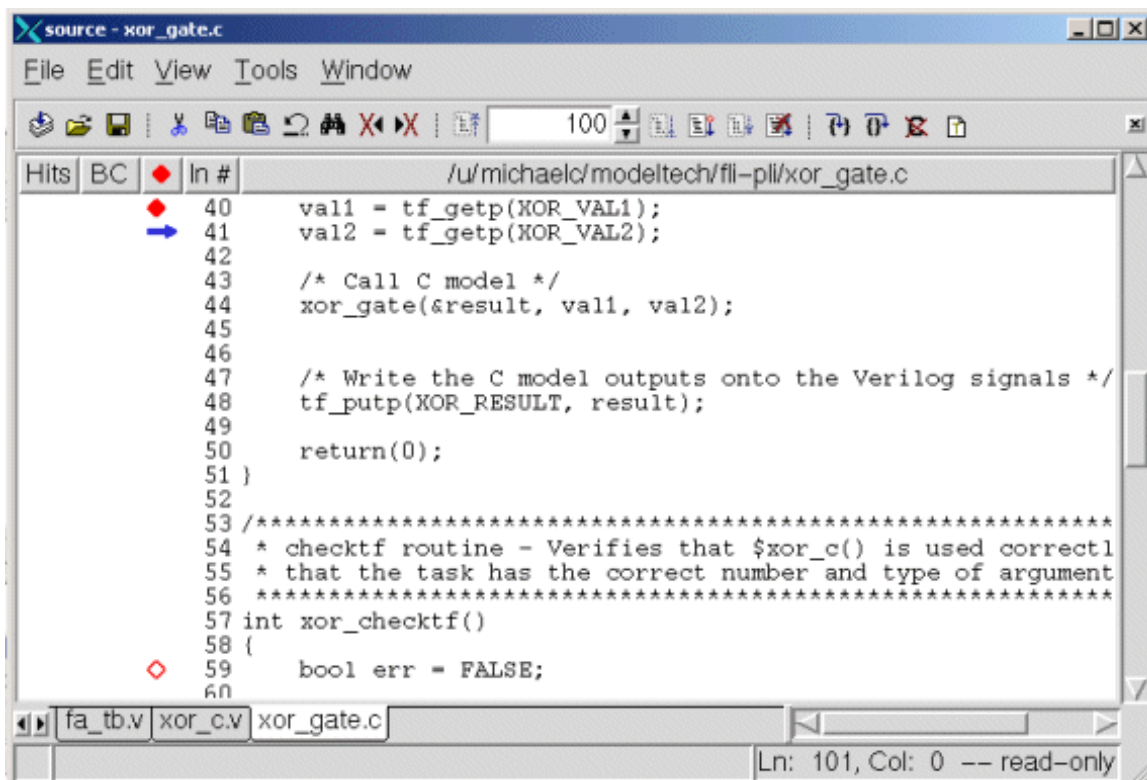 source - xor_gate.c
File Edit View Tools Window
100
Hits BC ln # /u/michaelc/modeltech/fli-pli/xor_gate.c
40 val1 = tf_getp(XOR_VAL1);
41 val2 = tf_getp(XOR_VAL2);
42
43 /* Call C model */
44 xor_gate(&result, val1, val2);
45
46
47 /* Write the C model outputs onto the Verilog signals */
48 tf_putp(XOR_RESULT, result);
49
50 return(0);
51 }
52
53 /***********************************************************
54 * checktf routine - Verifies that $xor_c() is used correctl
55 * that the task has the correct number and type of argument
56 ***********************************************************
57 int xor_checktf()
58 {
59 bool err = FALSE;
60
fa_tb.v xor_c.v xor_gate.c
Ln: 101, Col: 0 -- read-only